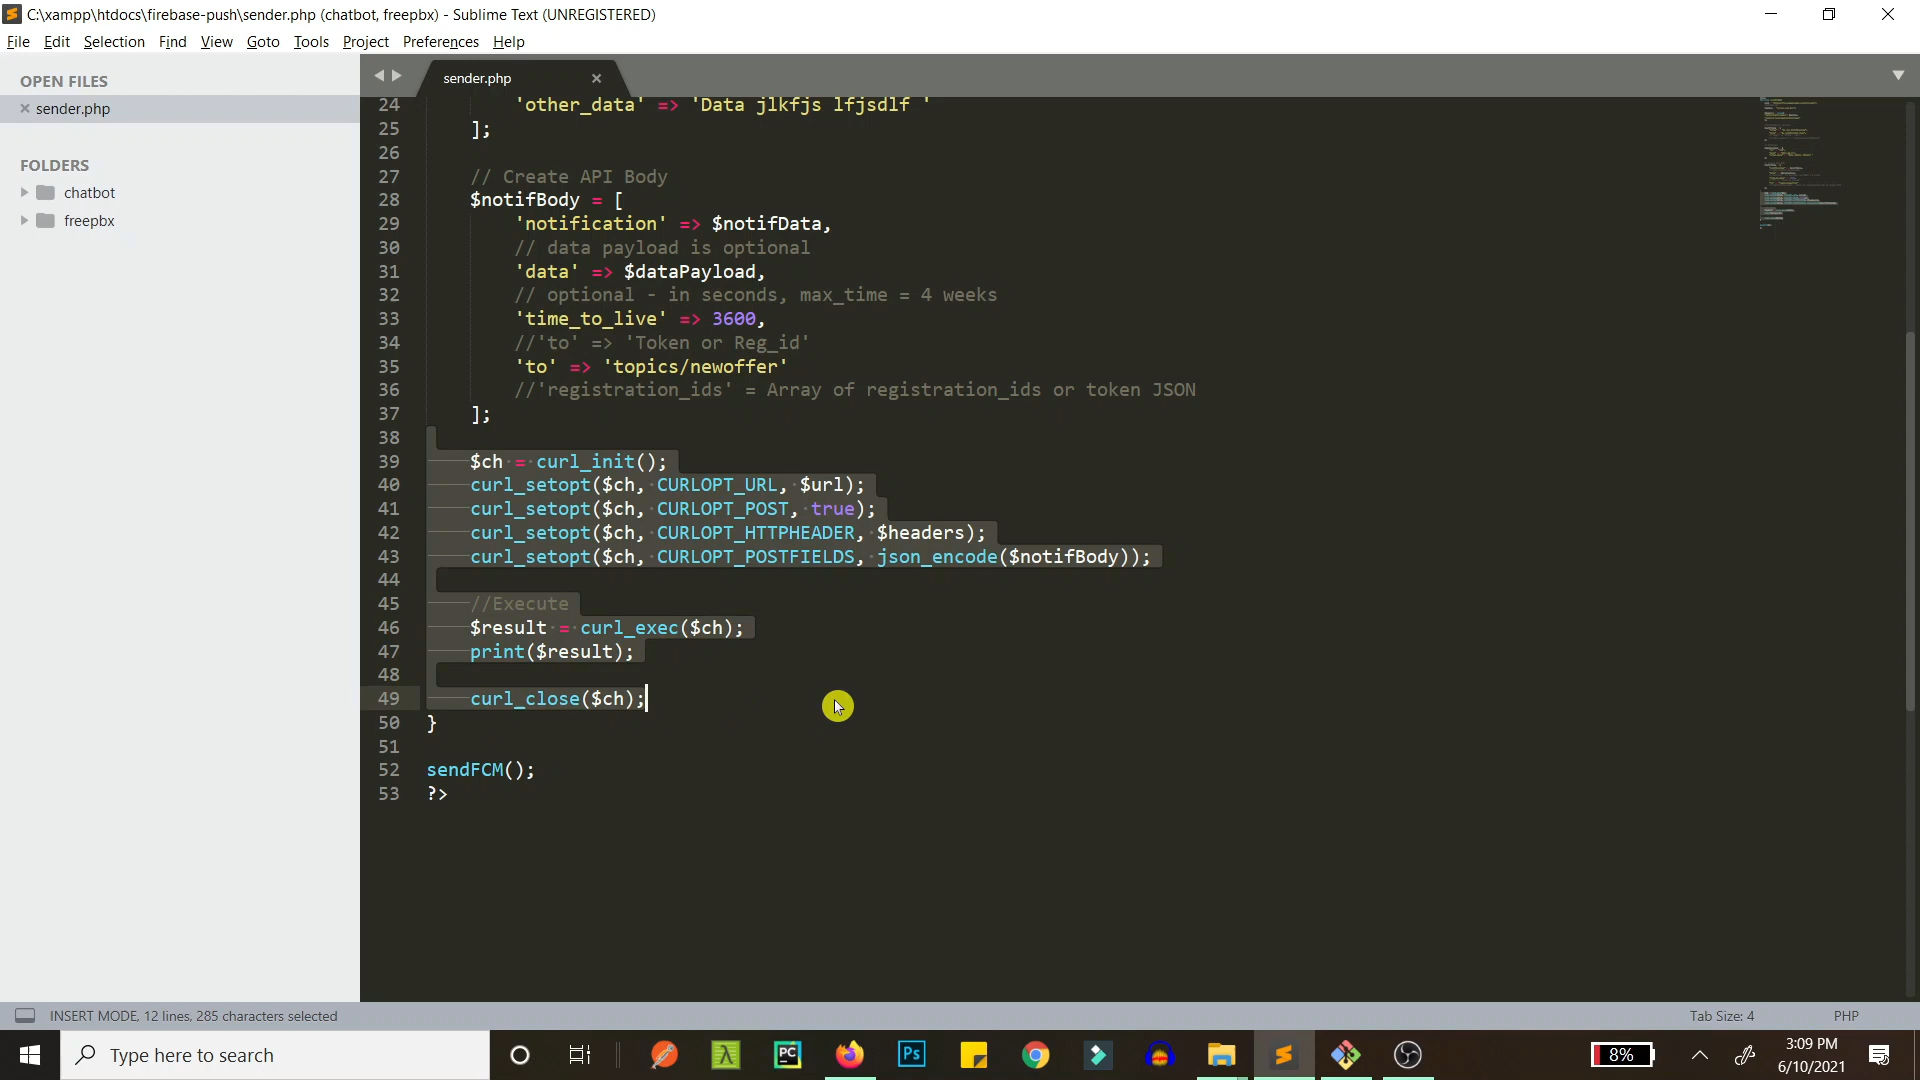 C:\xampp\htdocs\firebase-push\sender.php (chatbot, freepbx) - Sublime Text (UNREGISTERED)
File Edit Selection Find View Goto Tools Project Preferences Help
OPEN FILES
sender.php
FOLDERS
chatbot
freepbx
sender.php
24 'other_data' => 'Data jlkfjs lfjsdlf '
25 ];
26
27 // Create API Body
28 $notifBody = [
29 'notification' => $notifData,
30 // data payload is optional
31 'data' => $dataPayload,
32 // optional - in seconds, max_time = 4 weeks
33 'time_to_live' => 3600,
34 //'to' => 'Token or Reg_id'
35 'to' => 'topics/newoffer'
36 //'registration_ids' = Array of registration_ids or token JSON
37 ];
38
39 $ch = curl_init();
40 curl_setopt($ch, CURLOPT_URL, $url);
41 curl_setopt($ch, CURLOPT_POST, true);
42 curl_setopt($ch, CURLOPT_HTTPHEADER, $headers);
43 curl_setopt($ch, CURLOPT_POSTFIELDS, json_encode($notifBody));
44
45 //Execute
46 $result = curl_exec($ch);
47 print($result);
48
49 curl_close($ch);
50 }
51
52 sendFCM();
53 ?>
INSERT MODE, 12 lines, 285 characters selected
Tab Size: 4
PHP
Type here to search
PC
Ps
8%
3:09 PM
6/10/2021